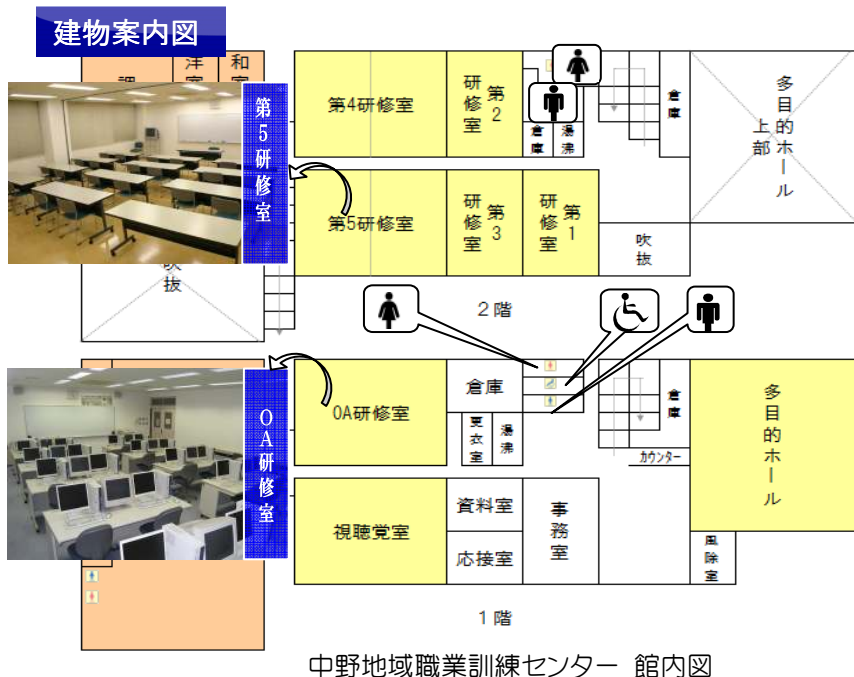 建物案内図
洋
和
調
室
室
第5研修室
第4研修室
第2研修室
倉庫
湯沸
倉庫
多目的ホール上部
第5研修室
第3研修室
第1研修室
吹抜
吹抜
2階
OA研修室
OA研修室
倉庫
更衣室
湯沸
倉庫
カウンター
多目的ホール
視聴覚室
資料室
応接室
事務室
風除室
1階
中野地域職業訓練センター 館内図